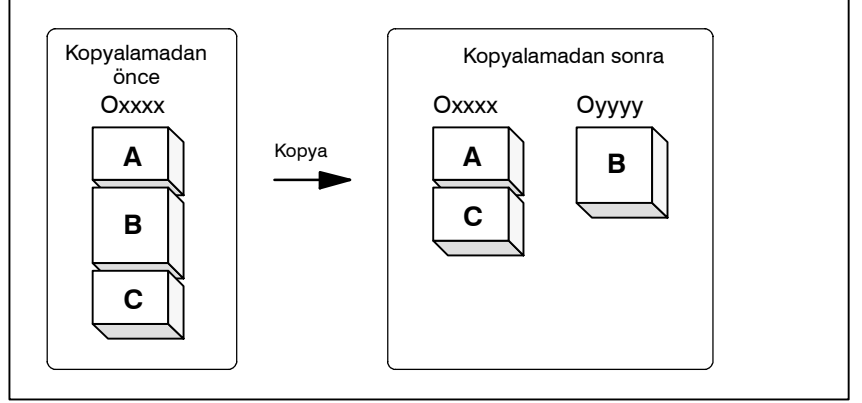 Kopyalamadan
önce
Oxxxx
A
B
C
Kopya
Kopyalamadan sonra
Oxxxx
Oyyyy
A
B
C